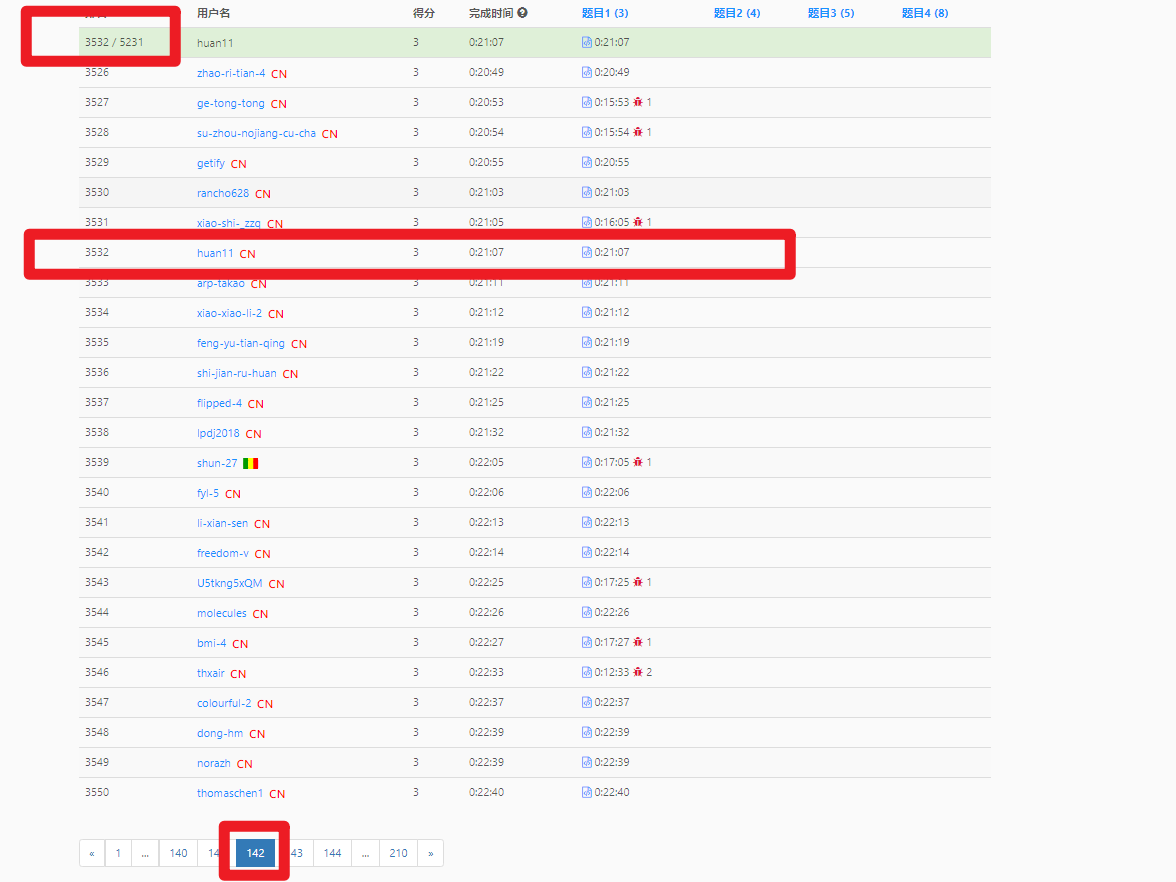 用户名 得分 完成时间 题目1 (3) 题目2 (4) 题目3 (5) 题目4 (8)
3532 / 5231 huan11 3 0:21:07 0:21:07
3526 zhao-ri-tian-4 CN 3 0:20:49 0:20:49
3527 ge-tong-tong CN 3 0:20:53 0:15:53 1
3528 su-zhou-nojiang-cu-cha CN 3 0:20:54 0:15:54 1
3529 getify CN 3 0:20:55 0:20:55
3530 rancho628 CN 3 0:21:03 0:21:03
3531 xiao-shi-_zzq CN 3 0:21:05 0:16:05 1
3532 huan11 CN 3 0:21:07 0:21:07
3533 arp-takao CN 3 0:21:11 0:21:11
3534 xiao-xiao-li-2 CN 3 0:21:12 0:21:12
3535 feng-yu-tian-qing CN 3 0:21:19 0:21:19
3536 shi-jian-ru-huan CN 3 0:21:22 0:21:22
3537 flipped-4 CN 3 0:21:25 0:21:25
3538 lpdj2018 CN 3 0:21:32 0:21:32
3539 shun-27 3 0:22:05 0:17:05 1
3540 fyl-5 CN 3 0:22:06 0:22:06
3541 li-xian-sen CN 3 0:22:13 0:22:13
3542 freedom-v CN 3 0:22:14 0:22:14
3543 U5tkng5xQM CN 3 0:22:25 0:17:25 1
3544 molecules CN 3 0:22:26 0:22:26
3545 bmi-4 CN 3 0:22:27 0:17:27 1
3546 thxair CN 3 0:22:33 0:12:33 2
3547 colourful-2 CN 3 0:22:37 0:22:37
3548 dong-hm CN 3 0:22:39 0:22:39
3549 norazh CN 3 0:22:39 0:22:39
3550 thomaschen1 CN 3 0:22:40 0:22:40
« 1 ... 140 14 142 43 144 ... 210 »